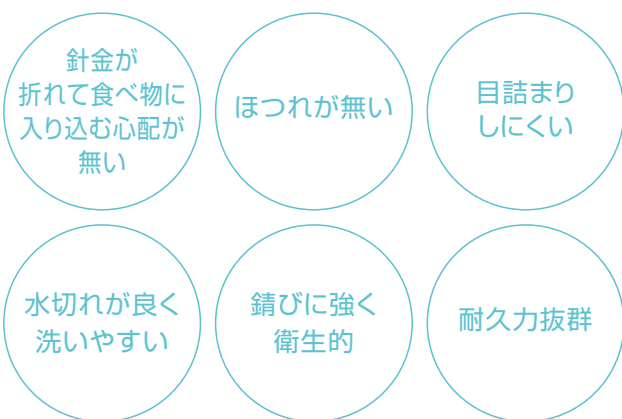 針金が
折れて食べ物に
入り込む心配が
無い
ほつれが無い
目詰まり
しにくい
水切れが良く
洗いやすい
錆びに強く
衛生的
耐久力抜群